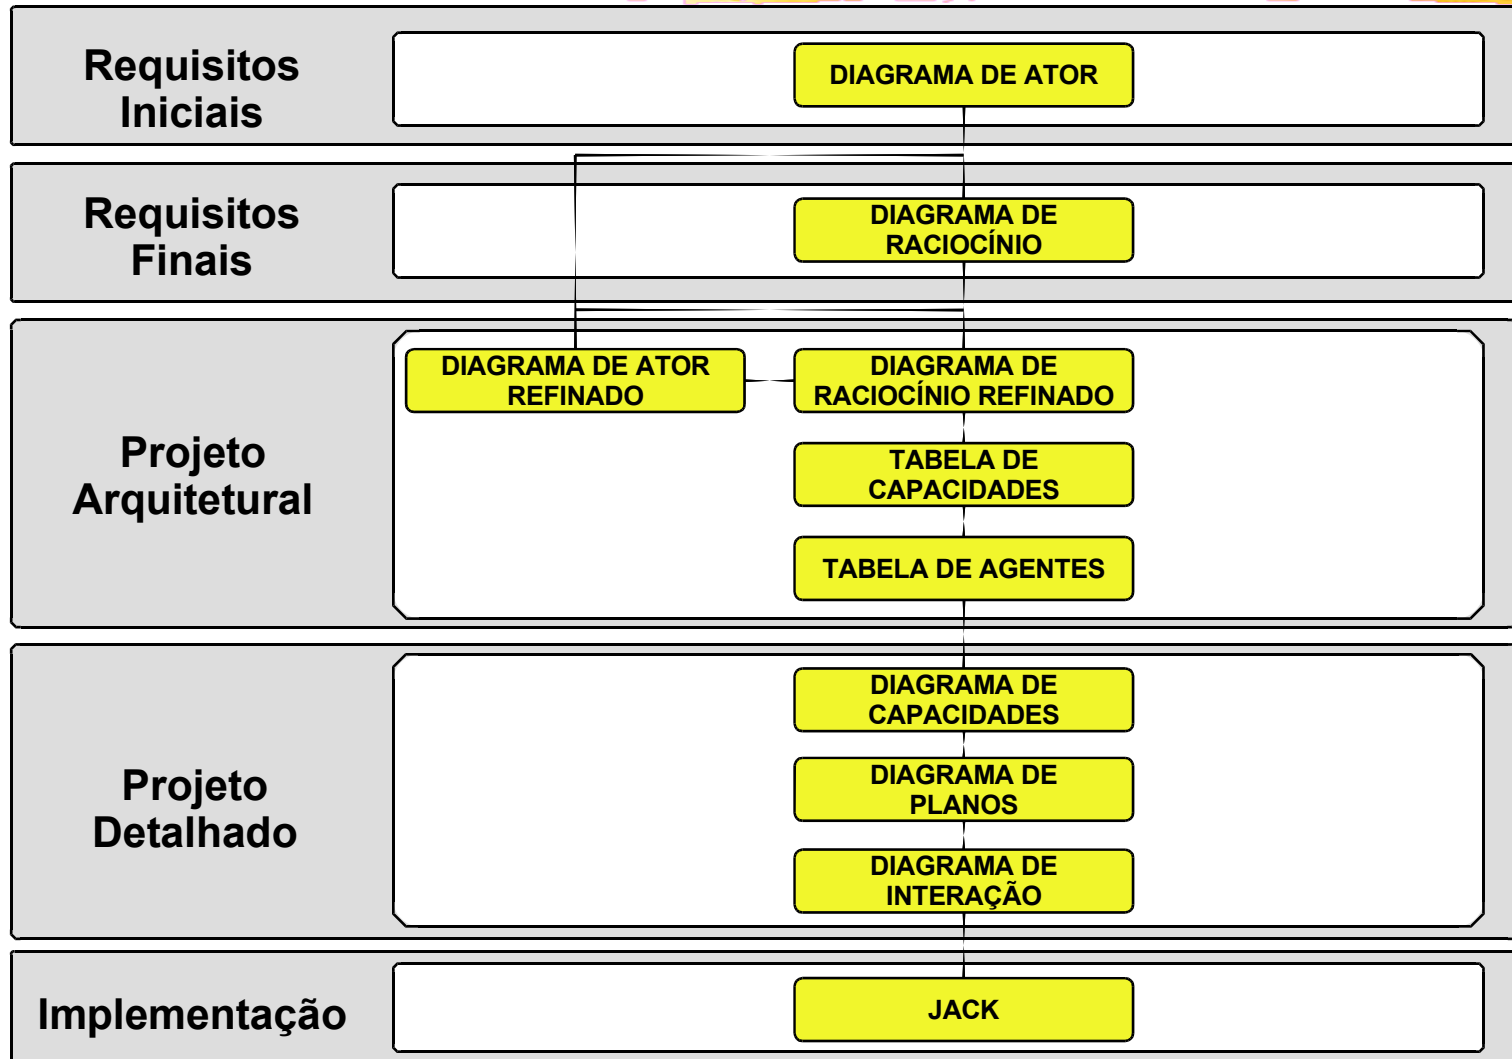 Requisitos
Iniciais
DIAGRAMA DE ATOR
Requisitos
Finais
DIAGRAMA DE
RACIOCÍNIO
Projeto
Arquitetural
DIAGRAMA DE ATOR
REFINADO
DIAGRAMA DE
RACIOCÍNIO REFINADO
TABELA DE
CAPACIDADES
TABELA DE AGENTES
Projeto
Detalhado
DIAGRAMA DE
CAPACIDADES
DIAGRAMA DE
PLANOS
DIAGRAMA DE
INTERAÇÃO
Implementação
JACK